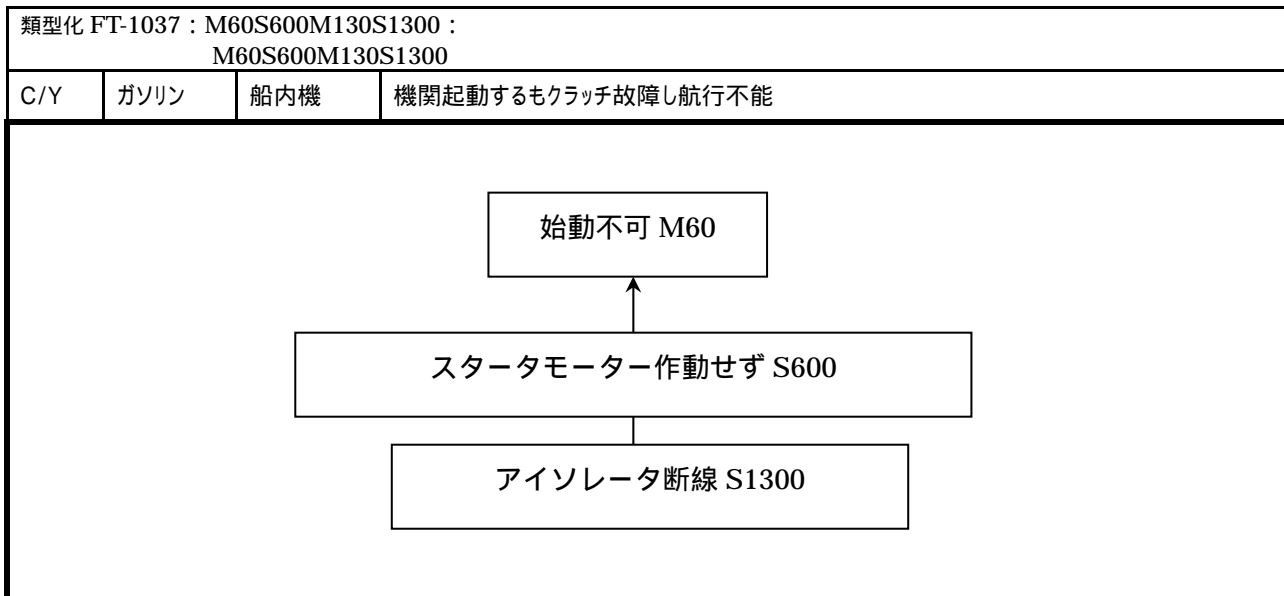 類型化 FT-1037：M60S600M130S1300：
M60S600M130S1300
C/Y ガソリン 船内機 機関起動するもクラッチ故障し航行不能
始動不可 M60
スタータモーター作動せず S600
アイソレータ断線 S1300